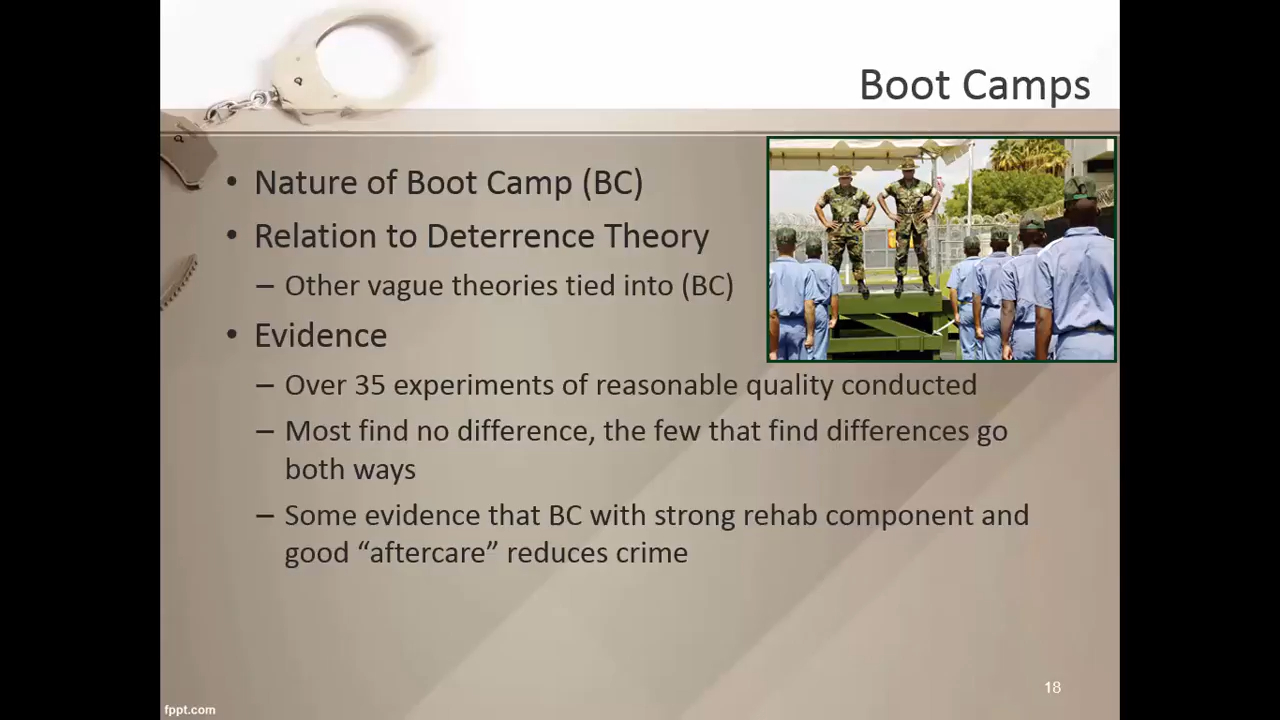 Boot Camps
• Nature of Boot Camp (BC)
• Relation to Deterrence Theory
– Other vague theories tied into (BC)
• Evidence
– Over 35 experiments of reasonable quality conducted
– Most find no difference, the few that find differences go
both ways
– Some evidence that BC with strong rehab component and
good “aftercare” reduces crime
18
fppt.com